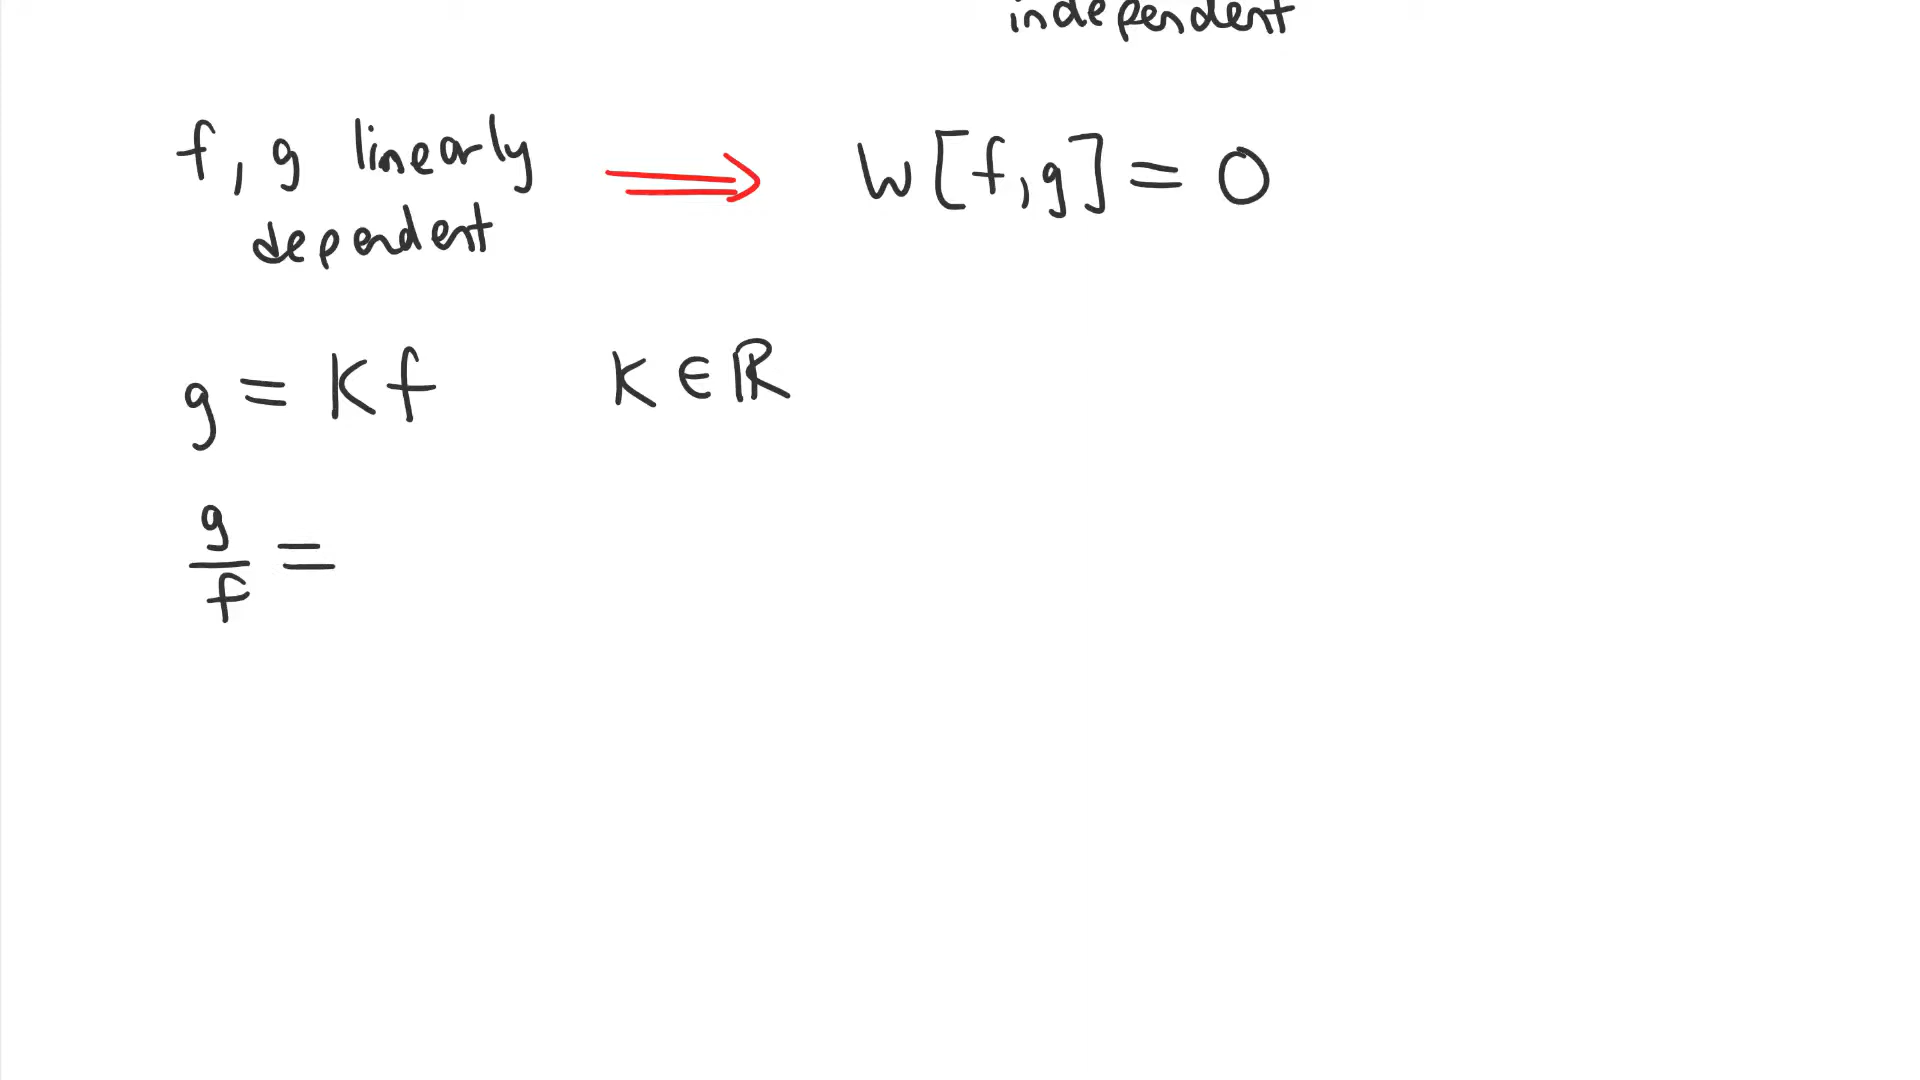 independent
f, g linearly ⟹ W[f,g] = 0
dependent
g = Kf K ∈ ℝ
g/f =